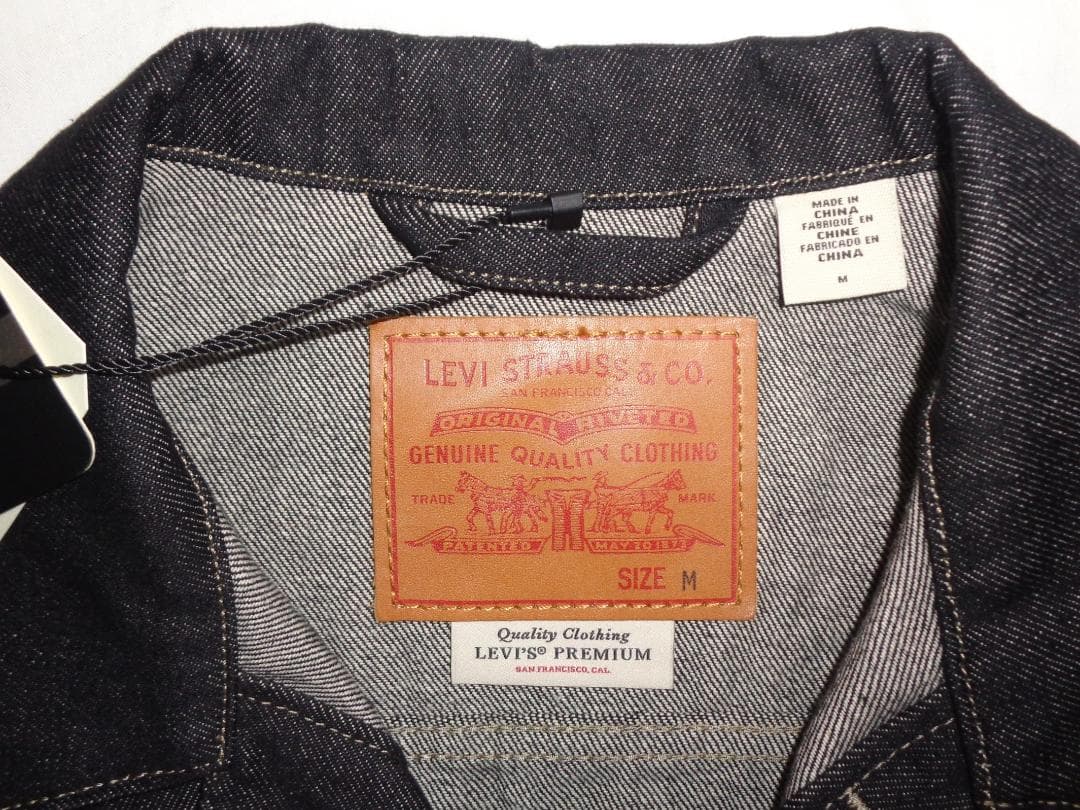 MADE IN
CHINA
FABRIQUÉ EN
CHINE
FABRICADO EN
CHINA
M
LEVI STRAUSS & CO.
SAN FRANCISCO CAL.
ORIGINAL RIVETED
GENUINE QUALITY CLOTHING
TRADE MARK
PATENTED MAY 20 1873
SIZE M
Quality Clothing
LEVI'S® PREMIUM
SAN FRANCISCO, CAL.